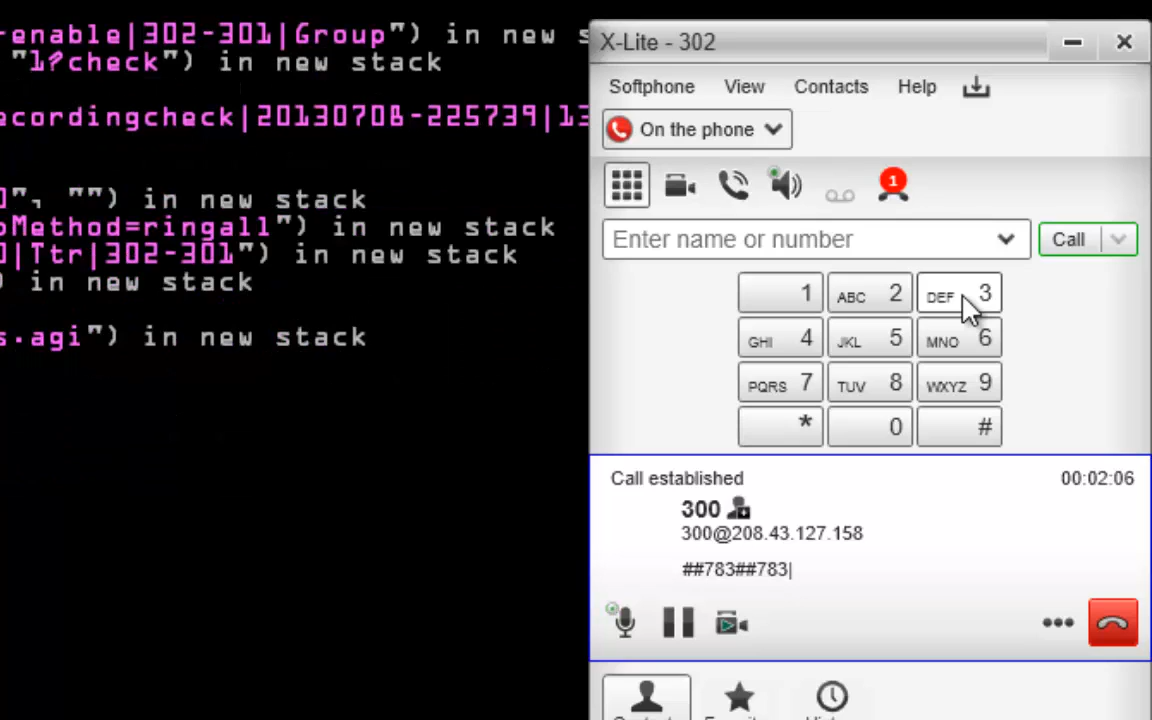 -enable|302-301|Group") in new s
"1?check") in new stack
ecordingcheck|20130708-225739|13
", "") in new stack
oMethod=ringall") in new stack
|Ttr|302-301") in new stack
) in new stack
s.agi") in new stack
X-Lite - 302
Softphone View Contacts Help
On the phone
1
Enter name or number Call
1 ABC 2 DEF 3
GHI 4 JKL 5 MNO 6
PQRS 7 TUV 8 WXYZ 9
* 0 #
Call established 00:02:06
300
300@208.43.127.158
##783##783|